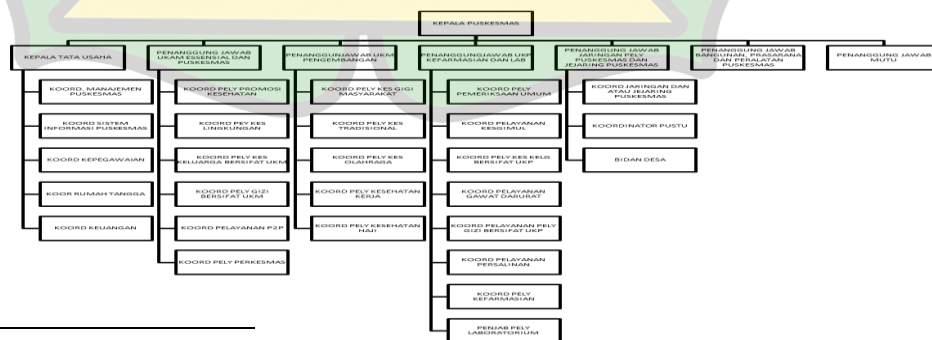 KEPALA PUSKESMAS
KEPALA TATA USAHA
PENANGGUNG JAWAB
UKAM ESSENSIAL DAN
PUSKESMAS
PENANGGUNGJAWAB UKM
PENGEMBANGAN
PENANGGUNGJAWAB UKP
KEFARMASIAN DAN LAB
PENANGGUNG JAWAB
JARINGAN PELY
PUSKESMAS DAN
JEJARING PUSKESMAS
PENANGGUNG JAWAB
BANGUNAN, PRASARANA
DAN PERALATAN
PUSKESMAS
PENANGGUNG JAWAB
MUTU
KOORD. MANAJEMEN
PUSKESMAS
KOORD SISTEM
INFORMASI PUSKESMAS
KOORD KEPEGAWAIAN
KOOR RUMAH TANGGA
KOORD KEUANGAN
KOORD PELY PROMOSI
KESEHATAN
KOORD PEY KES
LINGKUNGAN
KOORD PELY KES
KELUARGA BERSIFAT UKM
KOORD PELY GIZI
BERSIFAT UKM
KOORD PELAYANAN P2P
KOORD PELY PERKESMAS
KOORD PELY KES GIGI
MASYARAKAT
KOORD PELY KES
TRADISIONAL
KOORD PELY KES
OLAHRAGA
KOORD PELY KESEHATAN
KERJA
KOORD PELY KESEHATAN
HAJI
KOORD PELY
PEMERIKSAAN UMUM
KOORD PELAYANAN
KESGIMUL
KOORD PELY KES KELG
BERSIFAT UKP
KOORD PELAYANAN
GAWAT DARURAT
KOORD PELAYANAN PELY
GIZI BERSIFAT UKP
KOORD PELAYANAN
PERSALINAN
KOORD PELY
KEFARMASIAN
PENJAB PELY
LABORATORIUM
KOORD JARINGAN DAN
ATAU JEJARING
PUSKESMAS
KOORDINATOR PUSTU
BIDAN DESA